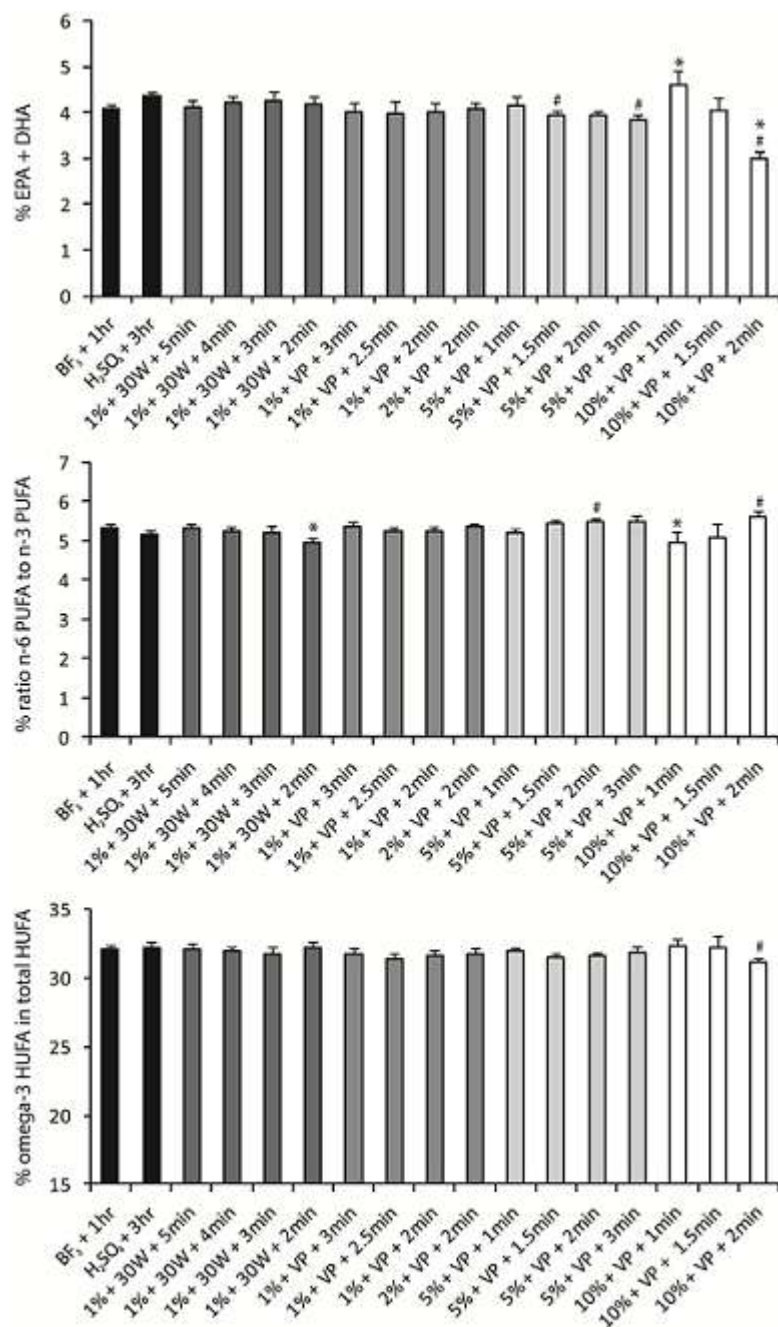 % EPA + DHA
6
5
4
3
2
1
0
# # * * #
BF₃ + 1hr
H₂SO₄ + 3hr
1%+ 30W + 5min
1%+ 30W + 4min
1%+ 30W + 3min
1%+ 30W + 2min
1%+ VP + 3min
1%+ VP + 2.5min
1%+ VP + 2min
2%+ VP + 2min
5%+ VP + 1min
5%+ VP + 1.5min
5%+ VP + 2min
5%+ VP + 3min
10%+ VP + 1min
10%+ VP + 1.5min
10%+ VP + 2min
% ratio n-6 PUFA to n-3 PUFA
7
6
5
4
3
2
1
0
* # * #
BF₃ + 1hr
H₂SO₄ + 3hr
1%+ 30W + 5min
1%+ 30W + 4min
1%+ 30W + 3min
1%+ 30W + 2min
1%+ VP + 3min
1%+ VP + 2.5min
1%+ VP + 2min
2%+ VP + 2min
5%+ VP + 1min
5%+ VP + 1.5min
5%+ VP + 2min
5%+ VP + 3min
10%+ VP + 1min
10%+ VP + 1.5min
10%+ VP + 2min
% omega-3 HUFA in total HUFA
35
30
25
20
15
#
BF₃ + 1hr
H₂SO₄ + 3hr
1%+ 30W + 5min
1%+ 30W + 4min
1%+ 30W + 3min
1%+ 30W + 2min
1%+ VP + 3min
1%+ VP + 2.5min
1%+ VP + 2min
2%+ VP + 2min
5%+ VP + 1min
5%+ VP + 1.5min
5%+ VP + 2min
5%+ VP + 3min
10%+ VP + 1min
10%+ VP + 1.5min
10%+ VP + 2min